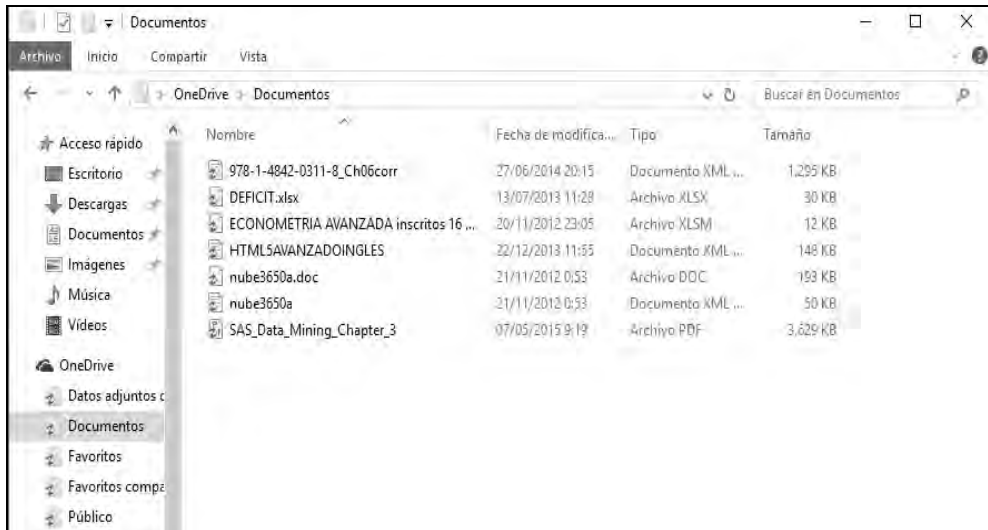 Documentos
Archivo Inicio Compartir Vista
OneDrive Documentos Buscar en Documentos
Nombre Fecha de modifica... Tipo Tamaño
Acceso rápido
Escritorio 978-1-4842-0311-8_Ch06corr 27/06/2014 20:15 Documento XML ... 1.295 KB
Descargas DEFICIT.xlsx 13/07/2013 11:28 Archivo XLSX 30 KB
Documentos ECONOMETRIA AVANZADA inscritos 16 ... 20/11/2012 23:05 Archivo XLSM 12 KB
Imágenes HTML5AVANZADOINGLES 22/12/2013 11:55 Documento XML ... 148 KB
Música nube3650a.doc 21/11/2012 0:53 Archivo DOC 193 KB
Vídeos nube3650a 21/11/2012 0:53 Documento XML ... 50 KB
SAS_Data_Mining_Chapter_3 07/05/2015 9:19 Archivo PDF 3.629 KB
OneDrive
Datos adjuntos
Documentos
Favoritos
Favoritos compa
Público